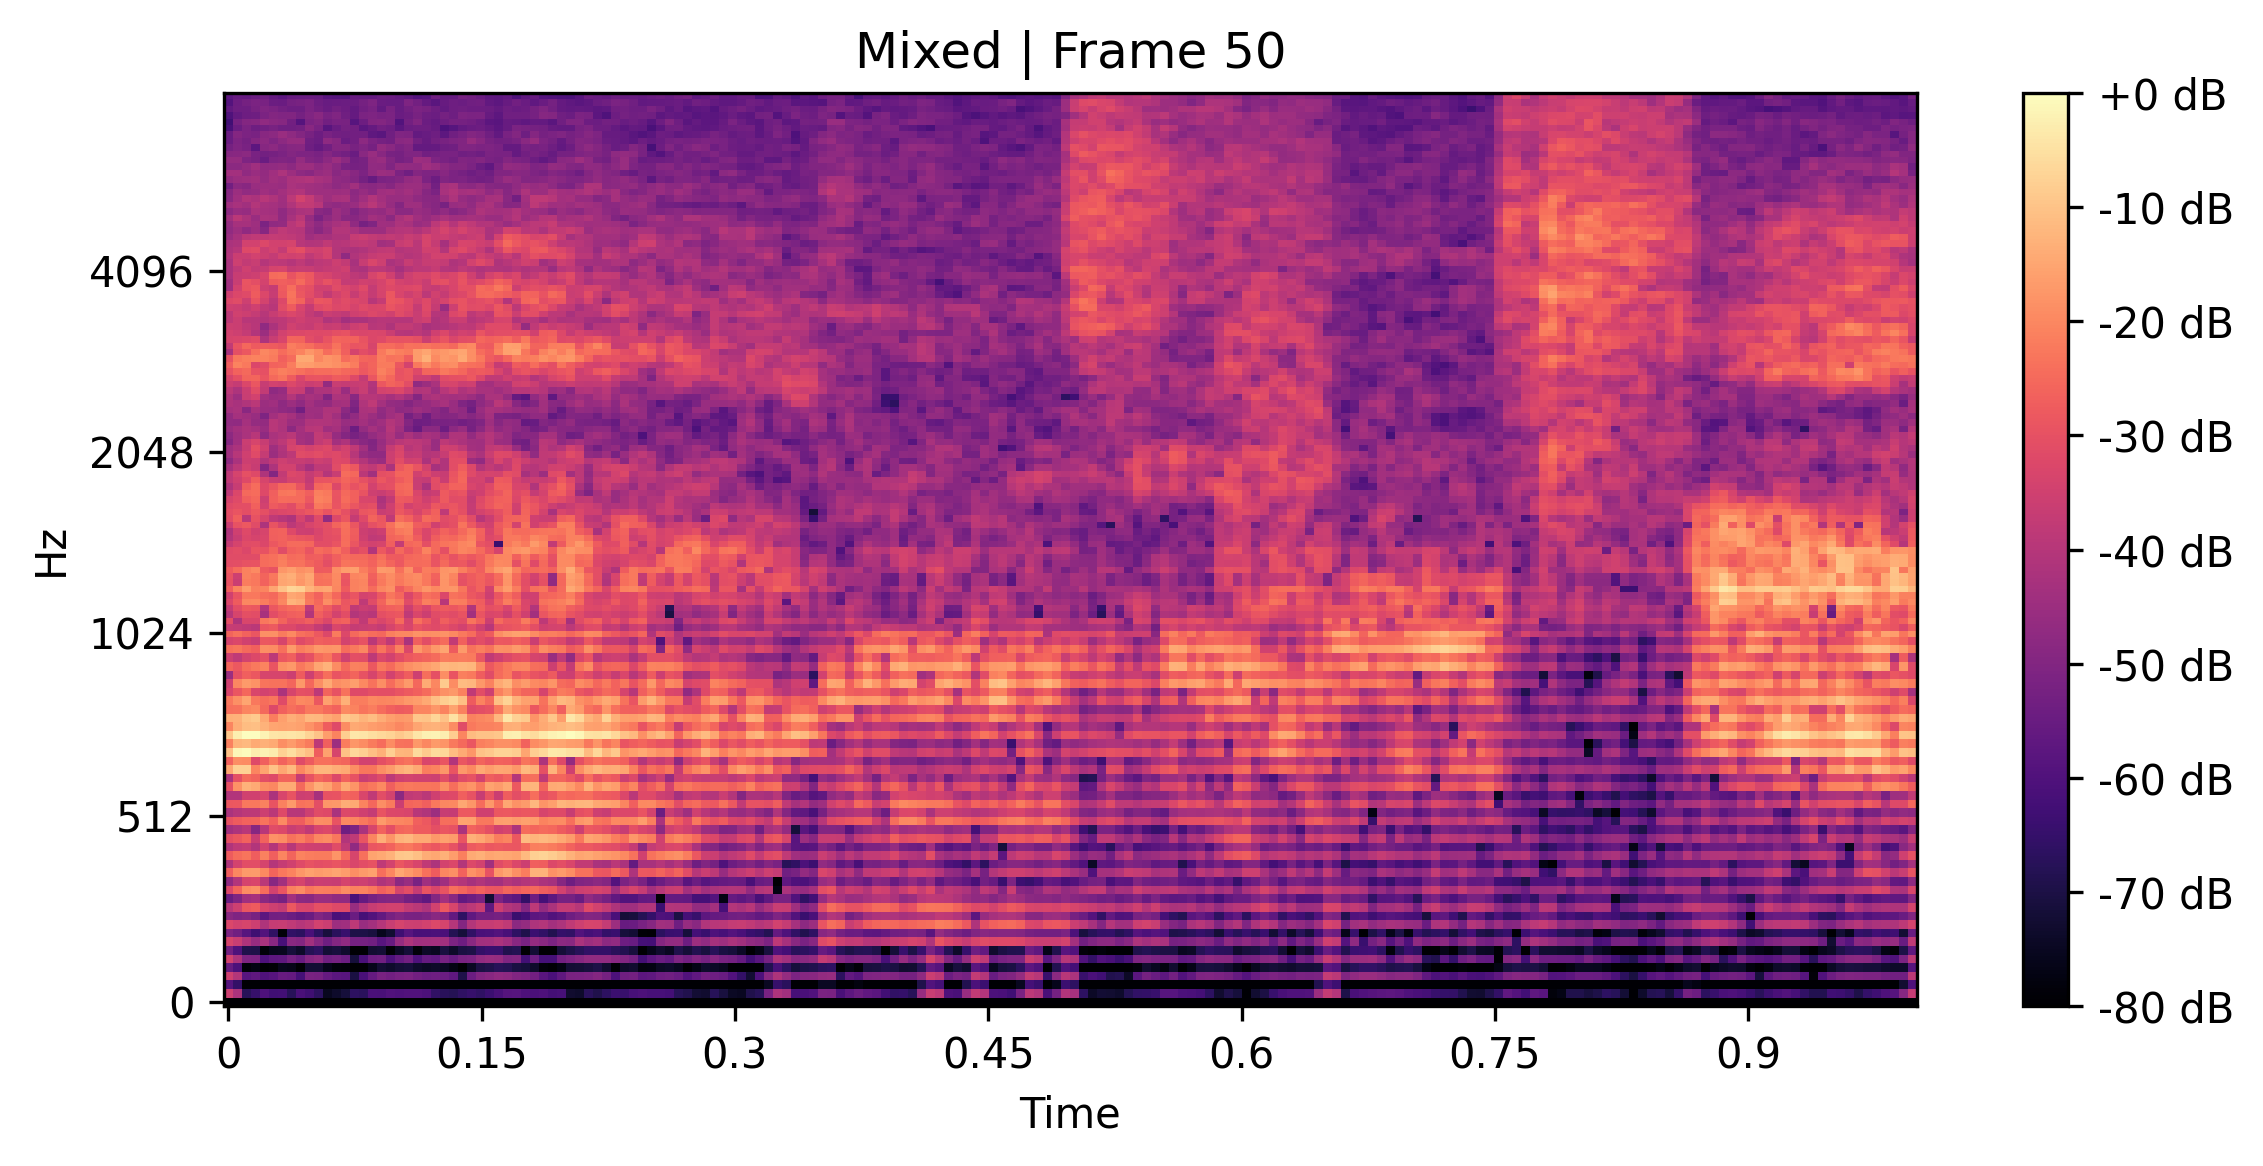 Mixed | Frame 50
+0 dB
-10 dB
-20 dB
-30 dB
-40 dB
-50 dB
-60 dB
-70 dB
-80 dB
Hz
4096
2048
1024
512
0
0 0.15 0.3 0.45 0.6 0.75 0.9
Time